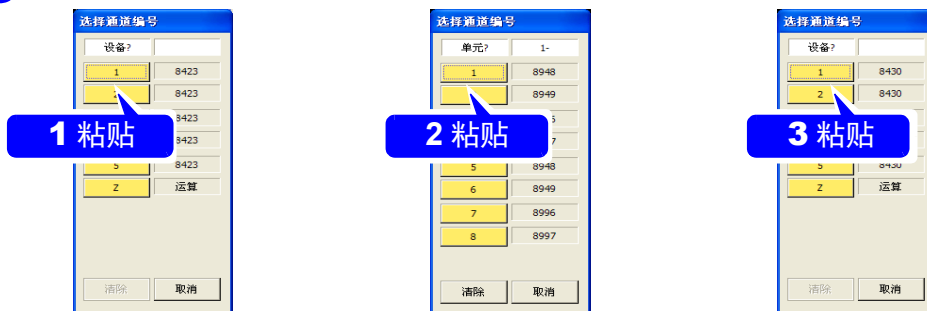 选择通道编号
设备?
1 8423
2 8423
8423
1 粘贴
8423
5 8423
Z 运算
清除 取消
选择通道编号
单元? 1-
1 8948
8949
2 粘贴
5 8948
6 8949
7 8996
8 8997
清除 取消
选择通道编号
设备?
1 8430
2 8430
3 粘贴
5 8430
Z 运算
清除 取消